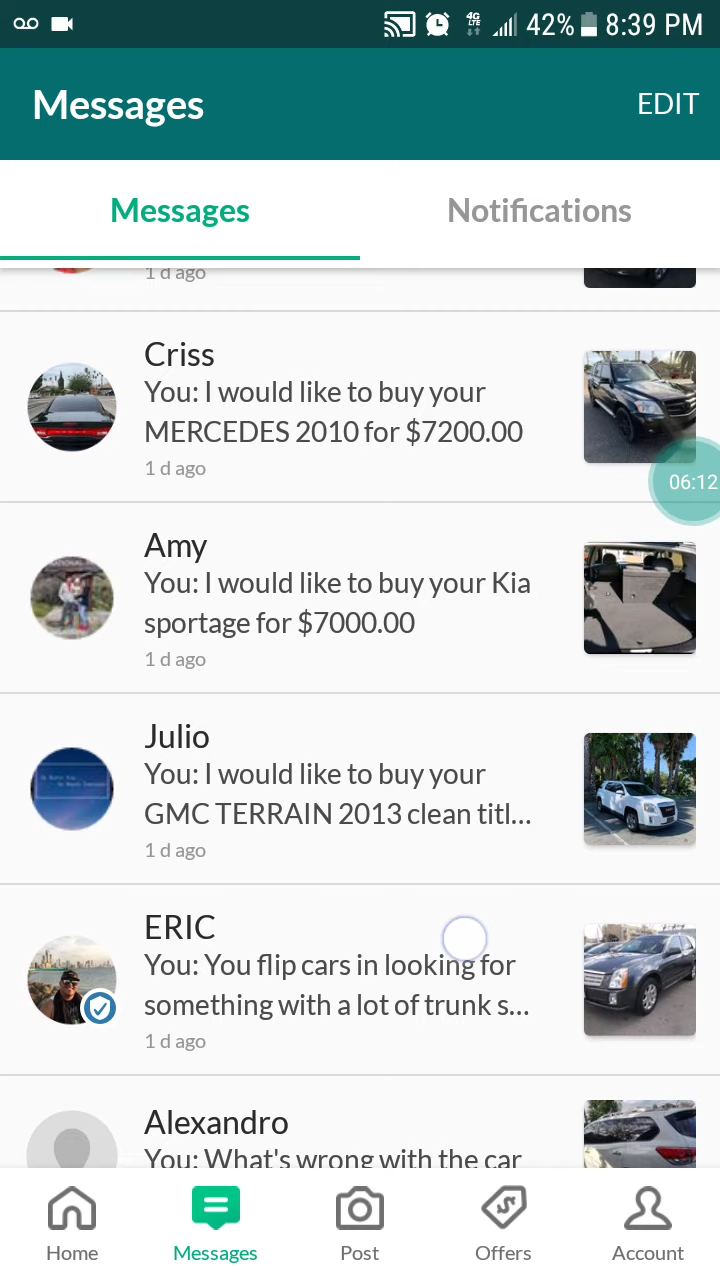 4G
LTE
42%
8:39 PM
Messages
EDIT
Messages
Notifications
1 d ago
Criss
You: I would like to buy your
MERCEDES 2010 for $7200.00
1 d ago
06:12
Amy
You: I would like to buy your Kia
sportage for $7000.00
1 d ago
Julio
You: I would like to buy your
GMC TERRAIN 2013 clean titl...
1 d ago
ERIC
You: You flip cars in looking for
something with a lot of trunk s...
1 d ago
Alexandro
You: What's wrong with the car
Home
Messages
Post
Offers
Account